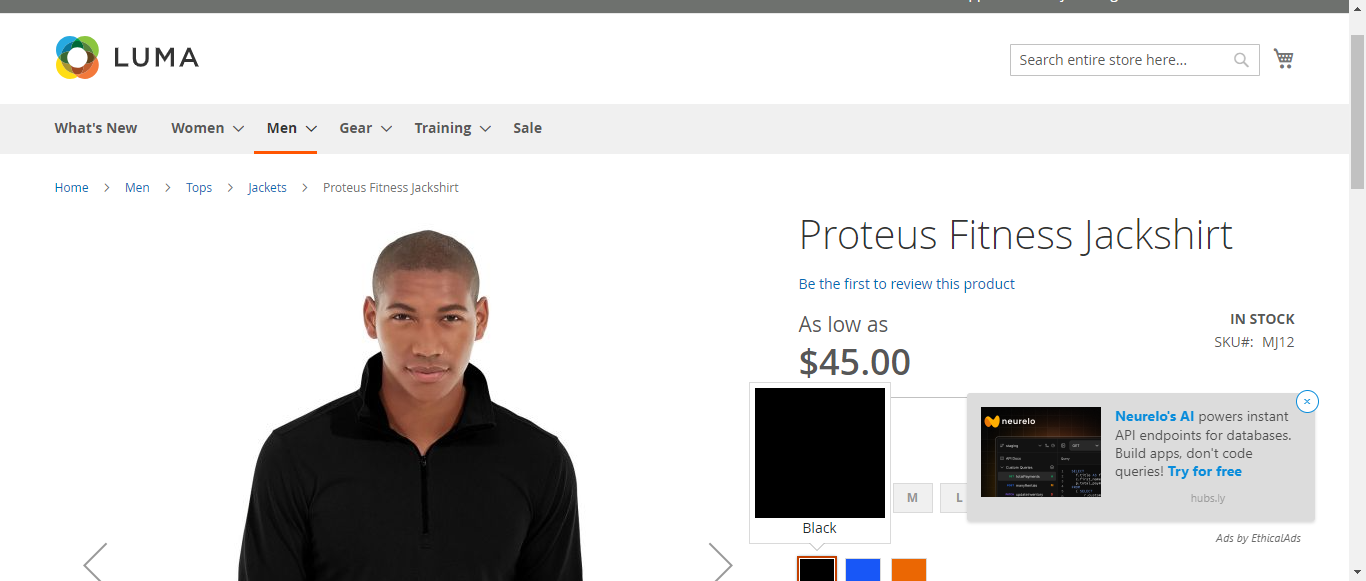 LUMA
Search entire store here...
What's New
Women
Men
Gear
Training
Sale
Home
Men
Tops
Jackets
Proteus Fitness Jackshirt
Proteus Fitness Jackshirt
Be the first to review this product
As low as
IN STOCK
SKU#: MJ12
$45.00
neurelo
Neurelo's AI powers instant
API endpoints for databases.
Build apps, don't code
queries! Try for free
hubs.ly
M
L
Black
Ads by EthicalAds